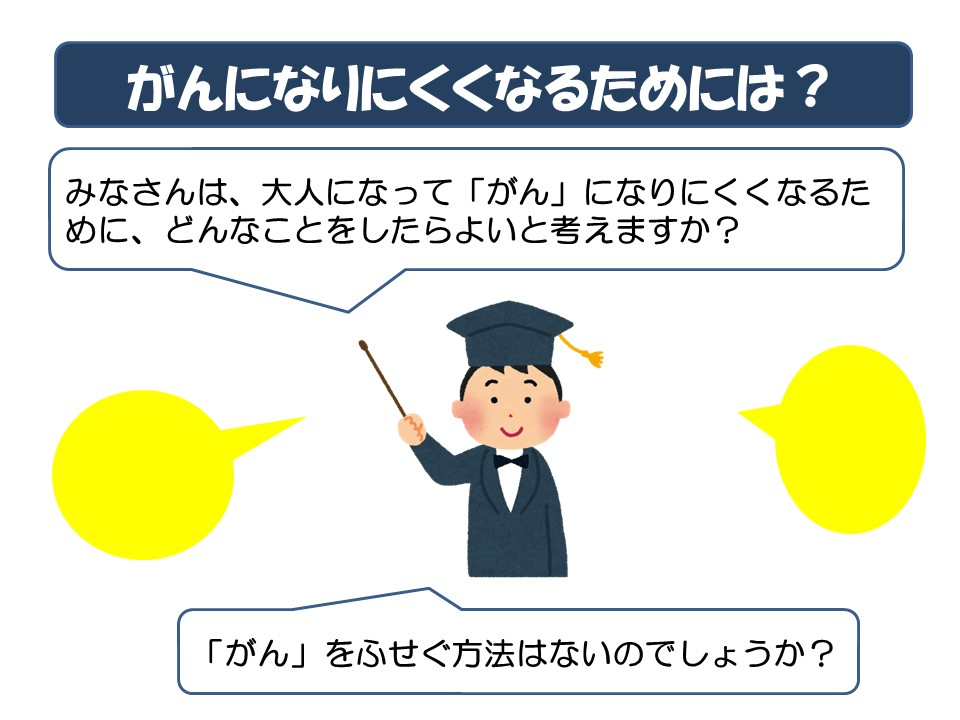 がんになりにくくなるためには？
みなさんは、大人になって「がん」になりにくくなるた
めに、どんなことをしたらよいと考えますか？
「がん」をふせぐ方法はないのでしょうか？